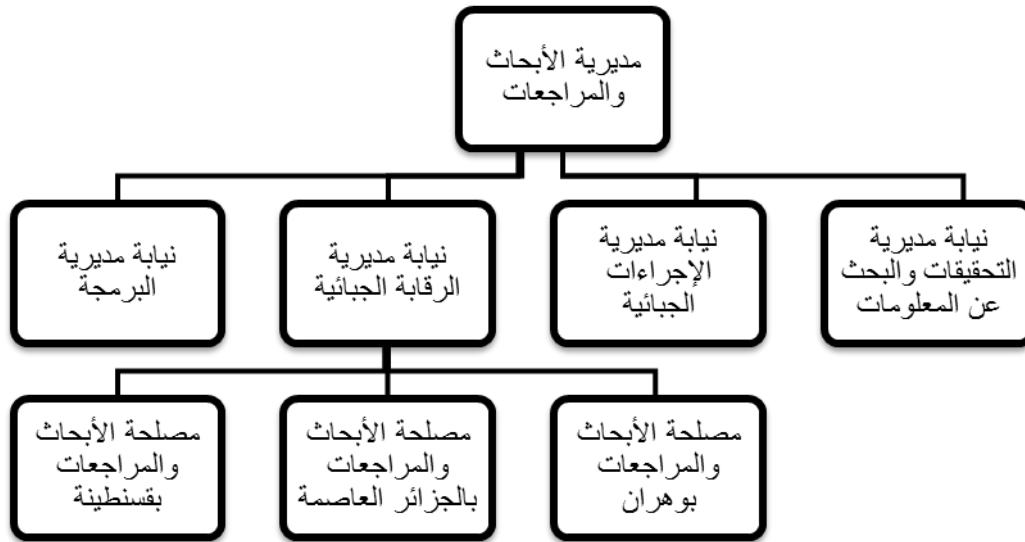 مديرية الأبحاث
والمراجعات
نيابة مديرية
التحقيقات والبحث
عن المعلومات
نيابة مديرية
الإجراءات
الجبائية
نيابة مديرية
الرقابة الجبائية
نيابة مديرية
البرمجة
مصلحة الأبحاث
والمراجعات
بوهران
مصلحة الأبحاث
والمراجعات
بالجزائر العاصمة
مصلحة الأبحاث
والمراجعات
بقسنطينة